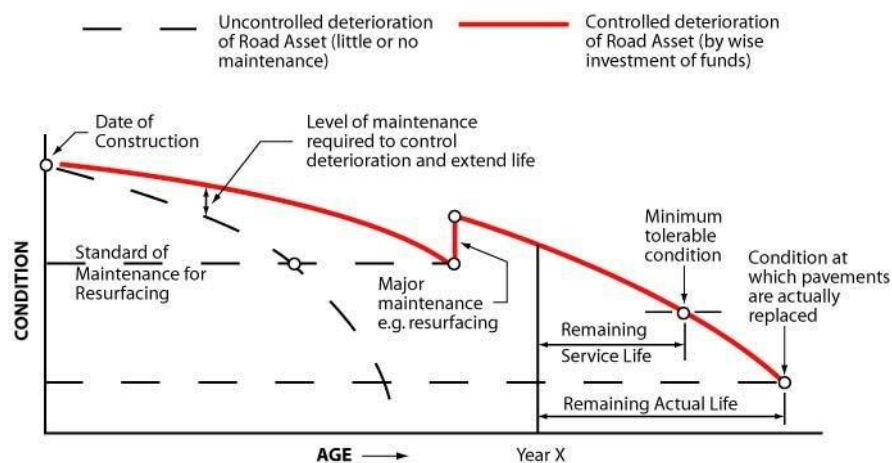 Uncontrolled deterioration
of Road Asset (little or no
maintenance)
Controlled deterioration
of Road Asset (by wise
investment of funds)
Date of
Construction
Level of maintenance
required to control
deterioration and extend life
Standard of
Maintenance for
Resurfacing
Major
maintenance
e.g. resurfacing
Minimum
tolerable
condition
Condition at
which pavements
are actually
replaced
Remaining
Service Life
Remaining Actual Life
CONDITION
AGE
Year X